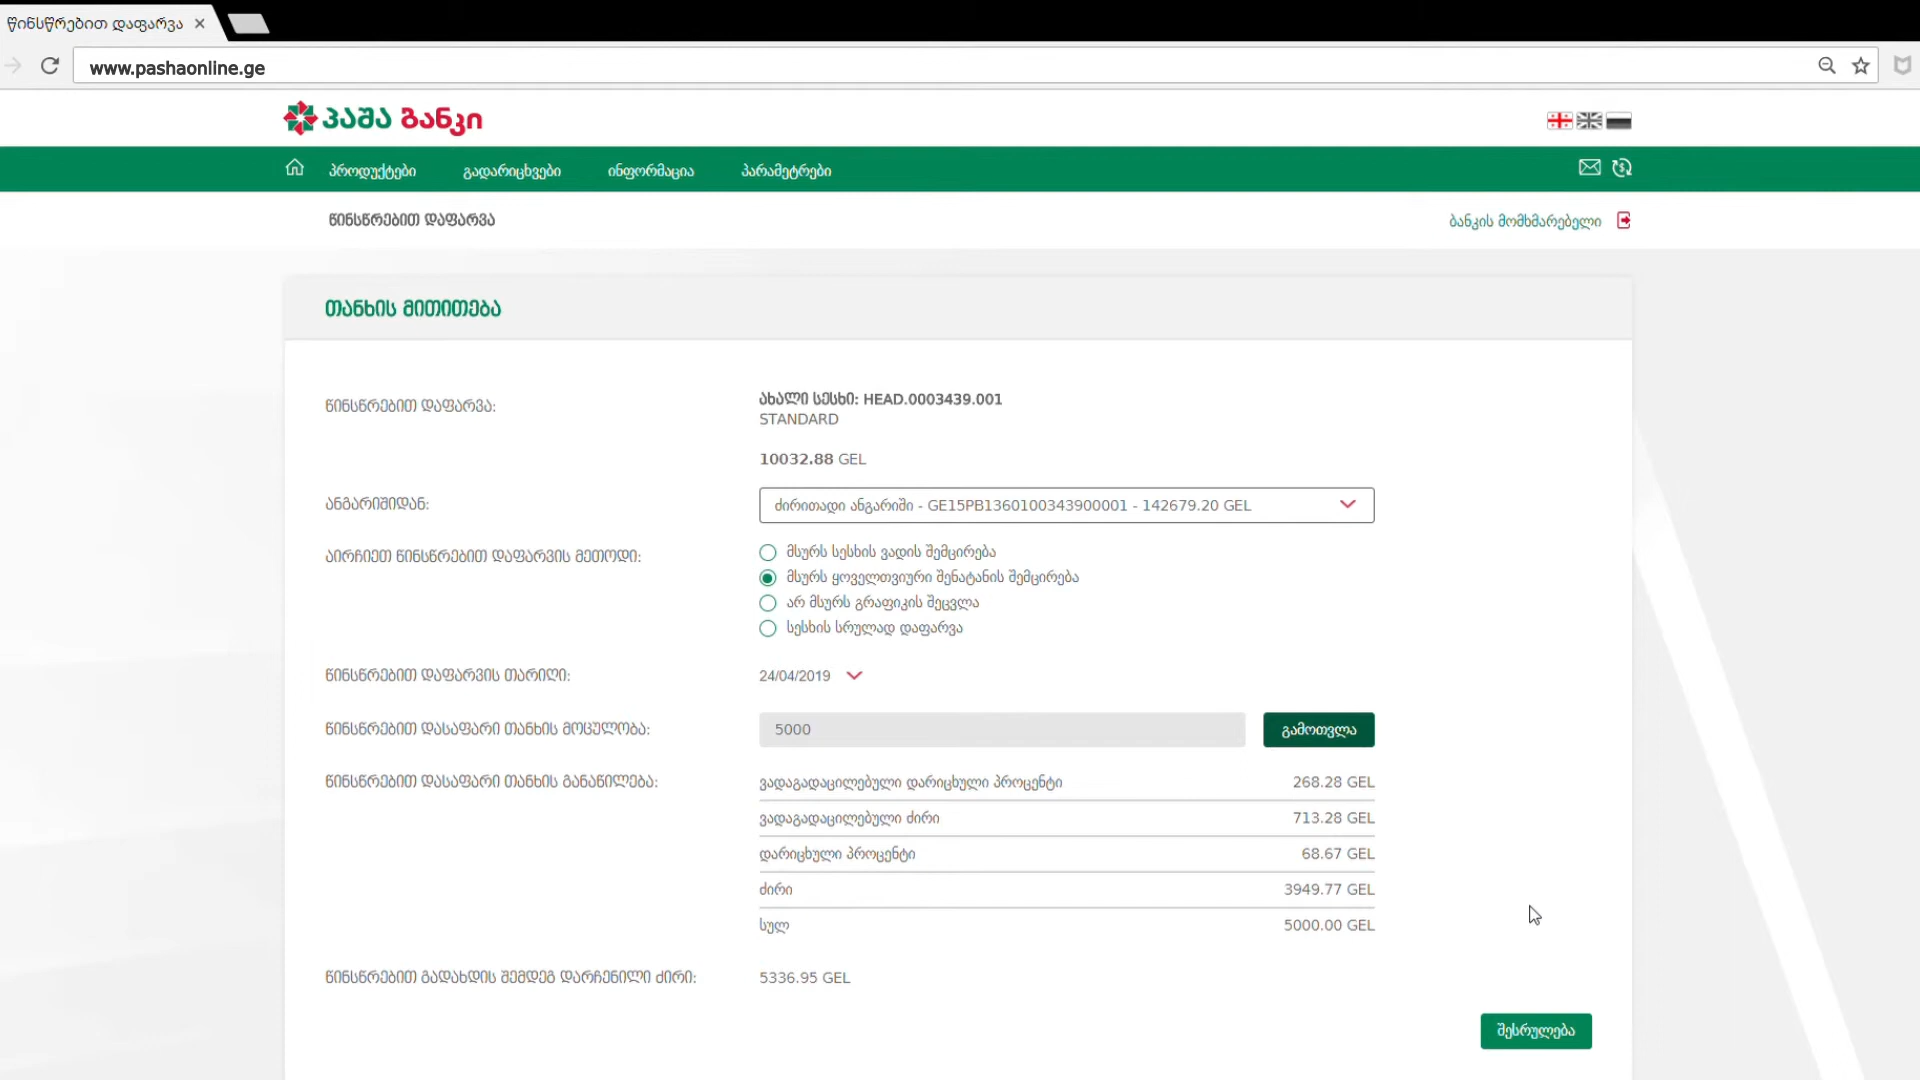 წინსწრებით დაფარვა
www.pashaonline.ge
პაშა ბანკი
პროდუქტები გადარიცხვები ინფორმაცია პარამეტრები
წინსწრებით დაფარვა
ბანკის მომხმარებელი
თანხის მითითება
წინსწრებით დაფარვა:
ახალი სესხი: HEAD.0003439.001
STANDARD
10032.88 GEL
ანგარიშიდან:
ძირითადი ანგარიში - GE15PB1360100343900001 - 142679.20 GEL
აირჩიეთ წინსწრებით დაფარვის მეთოდი:
მსურს სესხის ვადის შემცირება
მსურს ყოველთვიური შენატანის შემცირება
არ მსურს გრაფიკის შეცვლა
სესხის სრულად დაფარვა
წინსწრებით დაფარვის თარიღი:
24/04/2019
წინსწრებით დასაფარი თანხის მოცულობა:
5000
გამოთვლა
წინსწრებით დასაფარი თანხის განაწილება:
ვადაგადაცილებული დარიცხული პროცენტი 268.28 GEL
ვადაგადაცილებული ძირი 713.28 GEL
დარიცხული პროცენტი 68.67 GEL
ძირი 3949.77 GEL
სულ 5000.00 GEL
წინსწრებით გადახდის შემდეგ დარჩენილი ძირი:
5336.95 GEL
შესრულება